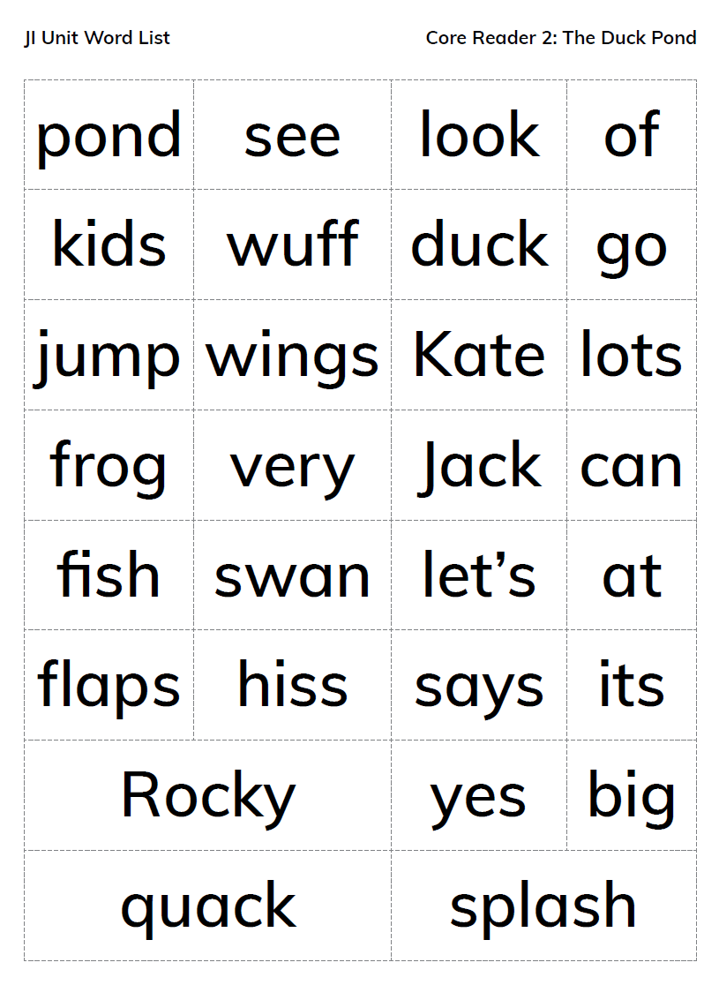 JI Unit Word List Core Reader 2: The Duck Pond
pond see look of
kids wuff duck go
jump wings Kate lots
frog very Jack can
fish swan let’s at
flaps hiss says its
Rocky yes big
quack splash